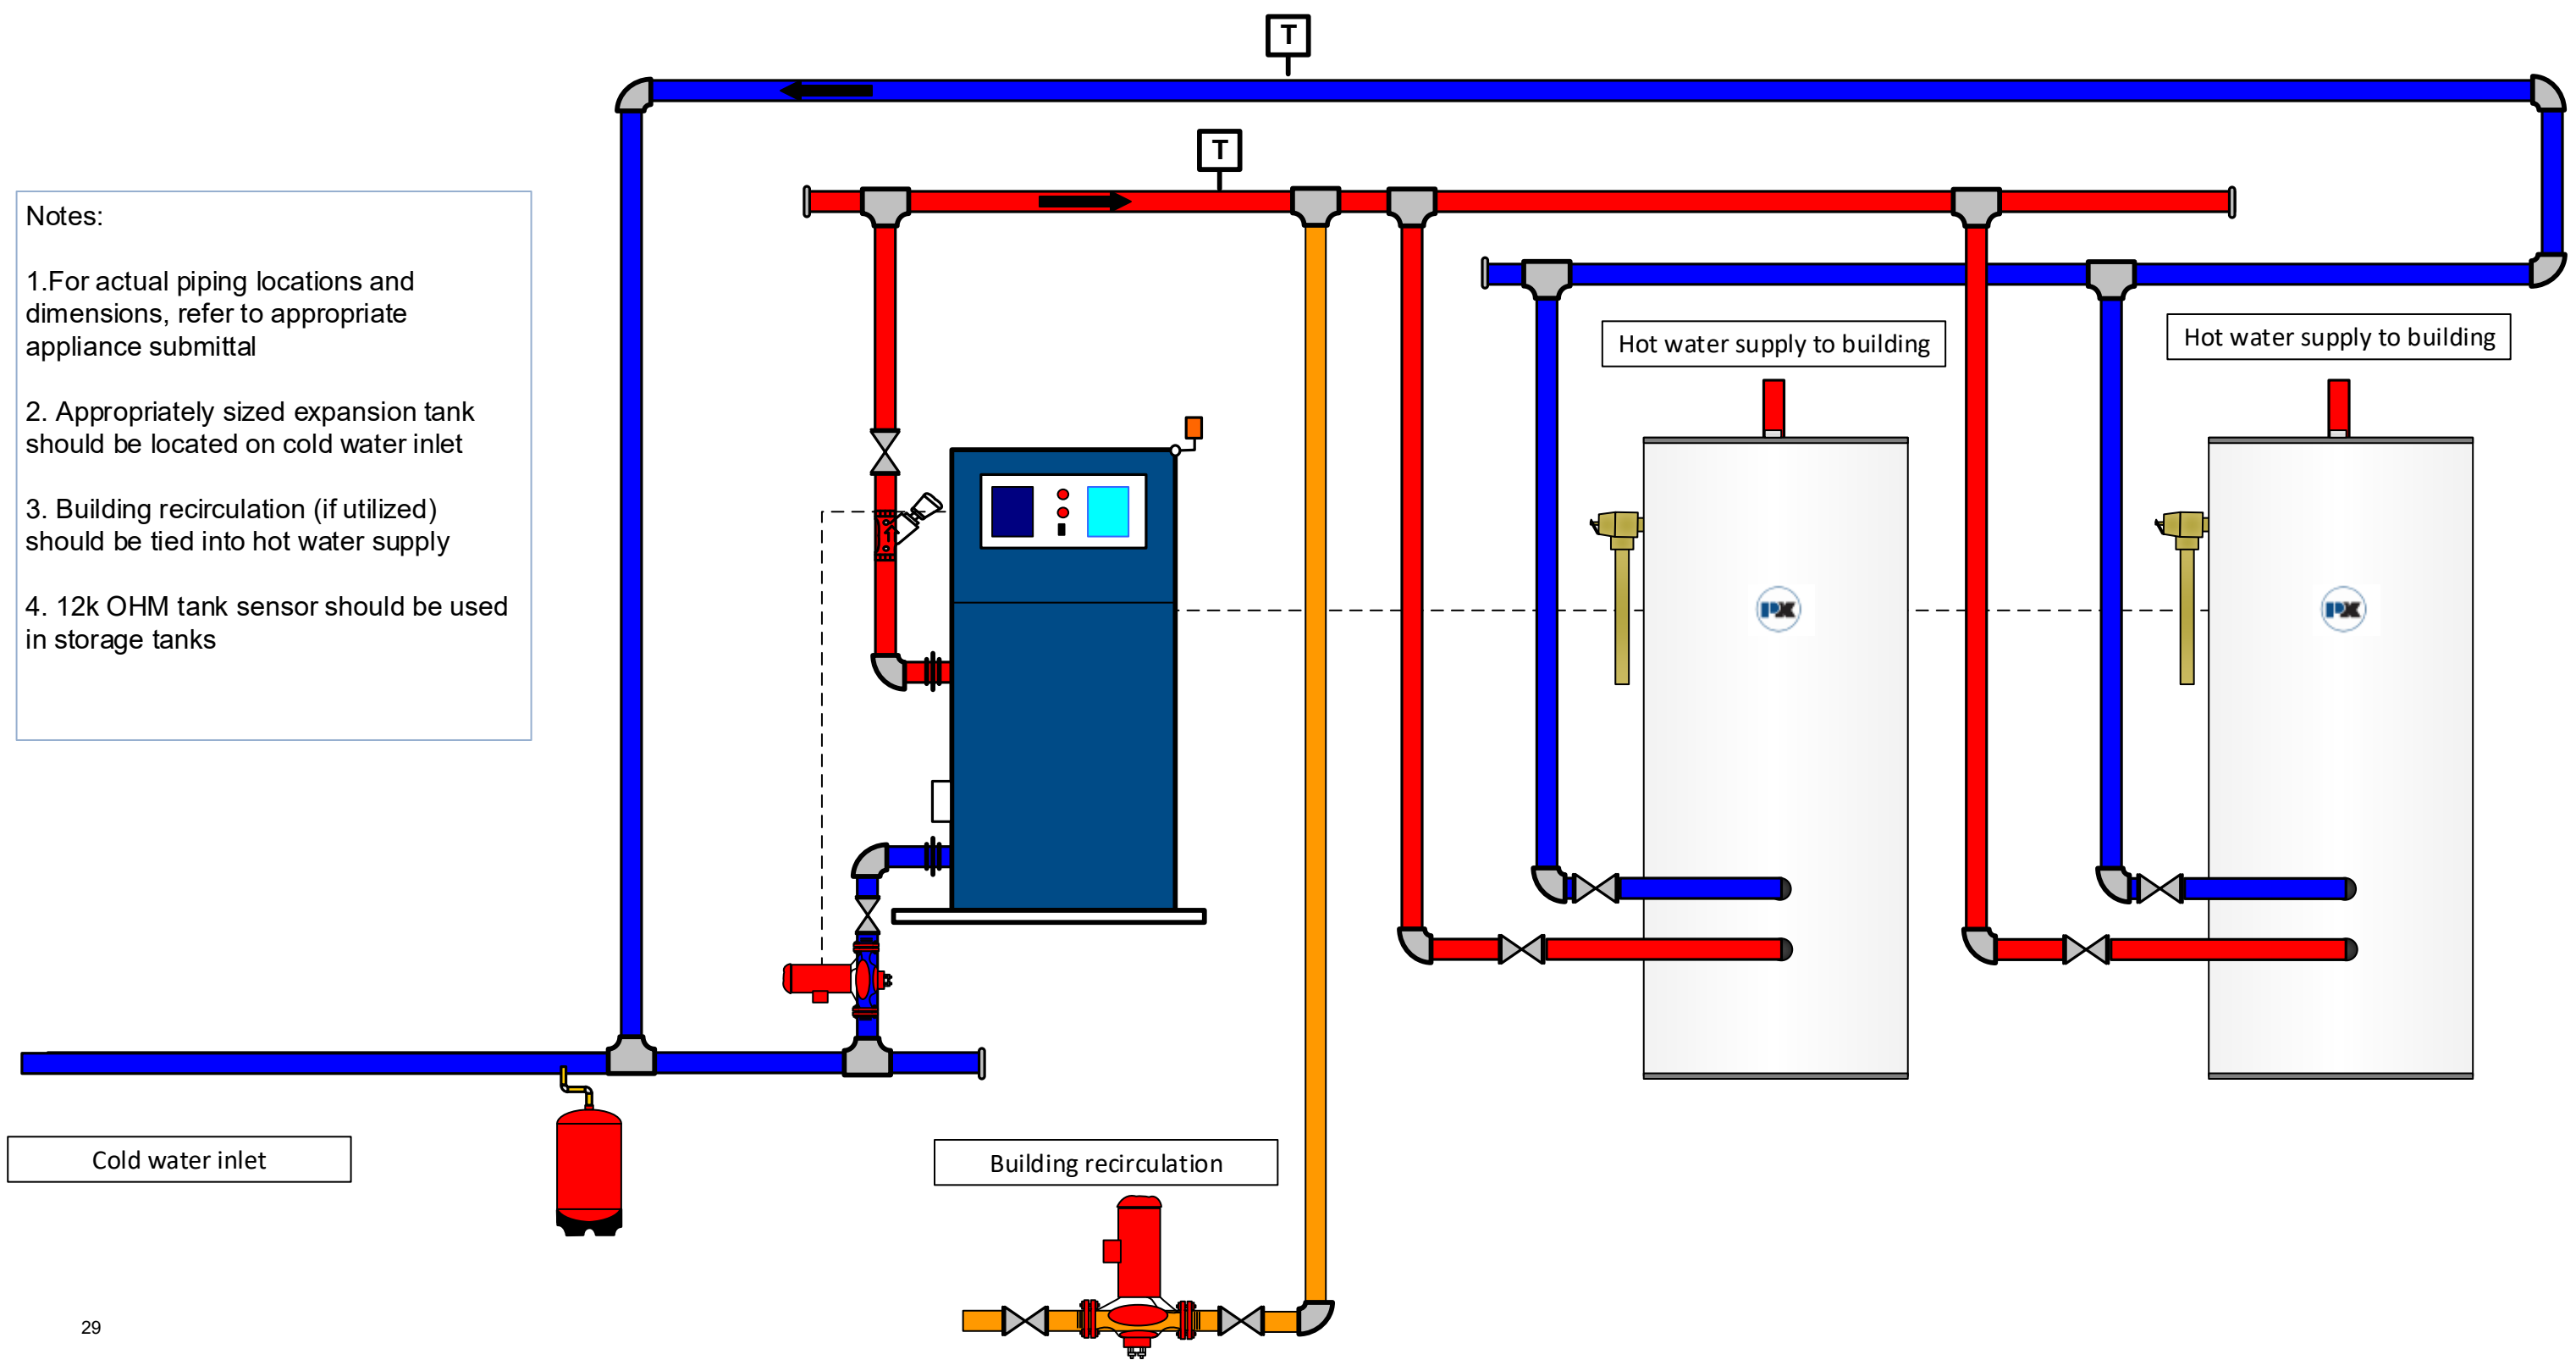 T
T
Notes:
1.For actual piping locations and
dimensions, refer to appropriate
appliance submittal
2. Appropriately sized expansion tank
should be located on cold water inlet
3. Building recirculation (if utilized)
should be tied into hot water supply
4. 12k OHM tank sensor should be used
in storage tanks
Hot water supply to building
Hot water supply to building
PX
PX
Cold water inlet
Building recirculation
29